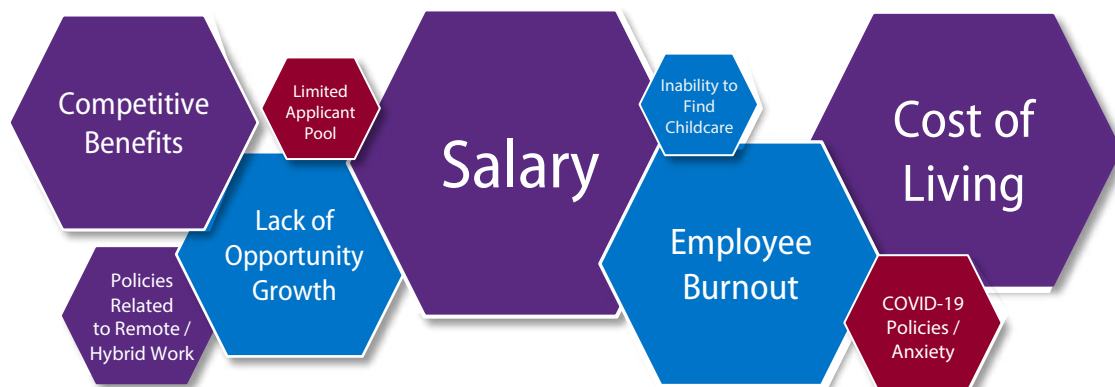 Competitive
Benefits
Limited
Applicant
Pool
Salary
Inability to
Find
Childcare
Cost of
Living
Policies
Related
to Remote /
Hybrid Work
Lack of
Opportunity
Growth
Employee
Burnout
COVID-19
Policies /
Anxiety